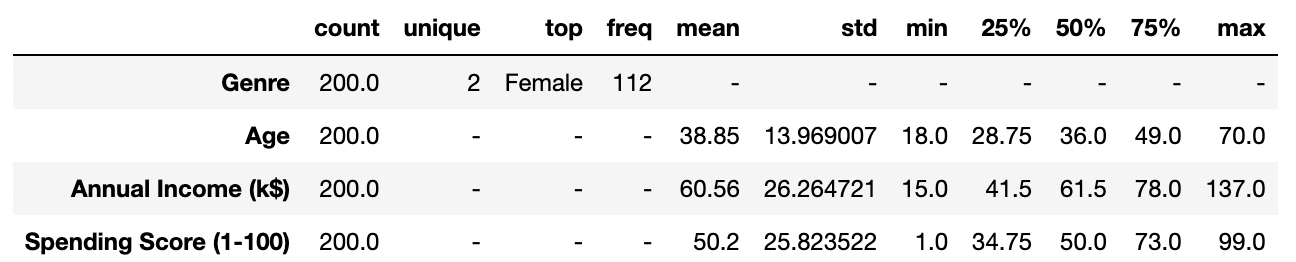 count unique top freq mean std min 25% 50% 75% max
Genre 200.0 2 Female 112 - - - - - - -
Age 200.0 - - - 38.85 13.969007 18.0 28.75 36.0 49.0 70.0
Annual Income (k$) 200.0 - - - 60.56 26.264721 15.0 41.5 61.5 78.0 137.0
Spending Score (1-100) 200.0 - - - 50.2 25.823522 1.0 34.75 50.0 73.0 99.0